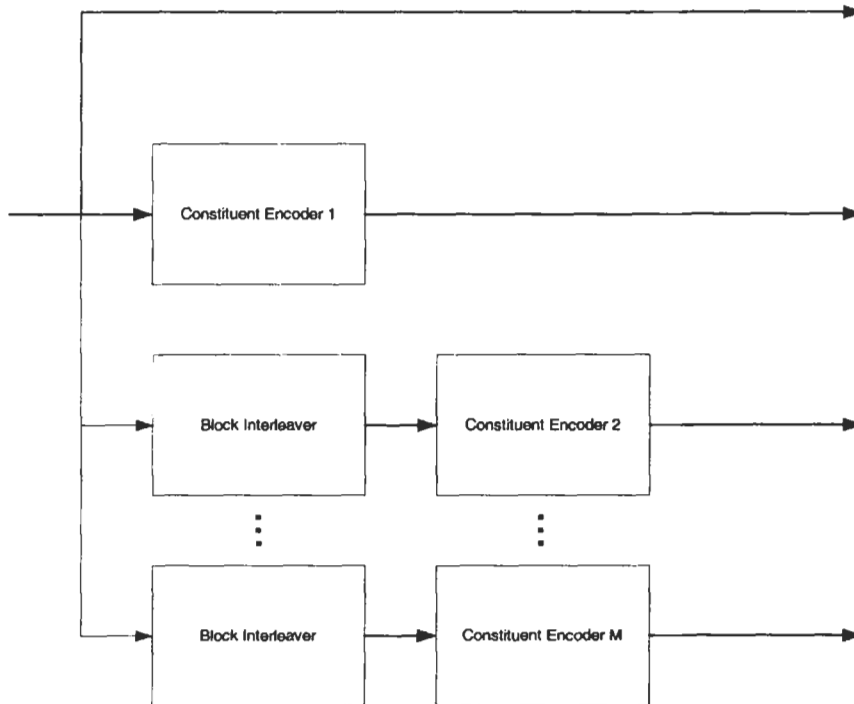 Constituent Encoder 1
Block Interleaver
Constituent Encoder 2
Block Interleaver
Constituent Encoder M